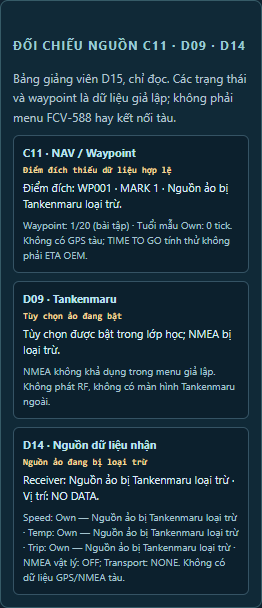 ĐỐI CHIẾU NGUỒN C11 · D09 · D14
Bảng giảng viên D15, chỉ đọc. Các trạng thái
và waypoint là dữ liệu giả lập; không phải
menu FCV-588 hay kết nối tàu.
C11 · NAV / Waypoint
Điểm đích thiếu dữ liệu hợp lệ
Điểm đích: WP001 · MARK 1 · Nguồn ảo bị
Tankenmaru loại trừ.
Waypoint: 1/20 (bài tập) · Tuổi mẫu Own: 0 tick.
Không có GPS tàu; TIME TO GO tính thử không
phải ETA OEM.
D09 · Tankenmaru
Tùy chọn ảo đang bật
Tùy chọn được bật trong lớp học; NMEA bị
loại trừ.
NMEA không khả dụng trong menu giả lập.
Không phát RF, không có màn hình Tankenmaru
ngoài.
D14 · Nguồn dữ liệu nhận
Nguồn ảo đang bị loại trừ
Receiver: Nguồn ảo bị Tankenmaru loại trừ ·
Vị trí: NO DATA.
Speed: Own — Nguồn ảo bị Tankenmaru loại trừ
· Temp: Own — Nguồn ảo bị Tankenmaru loại trừ
· Trip: Own — Nguồn ảo bị Tankenmaru loại trừ ·
NMEA vật lý: OFF; Transport: NONE. Không có
dữ liệu GPS/NMEA tàu.